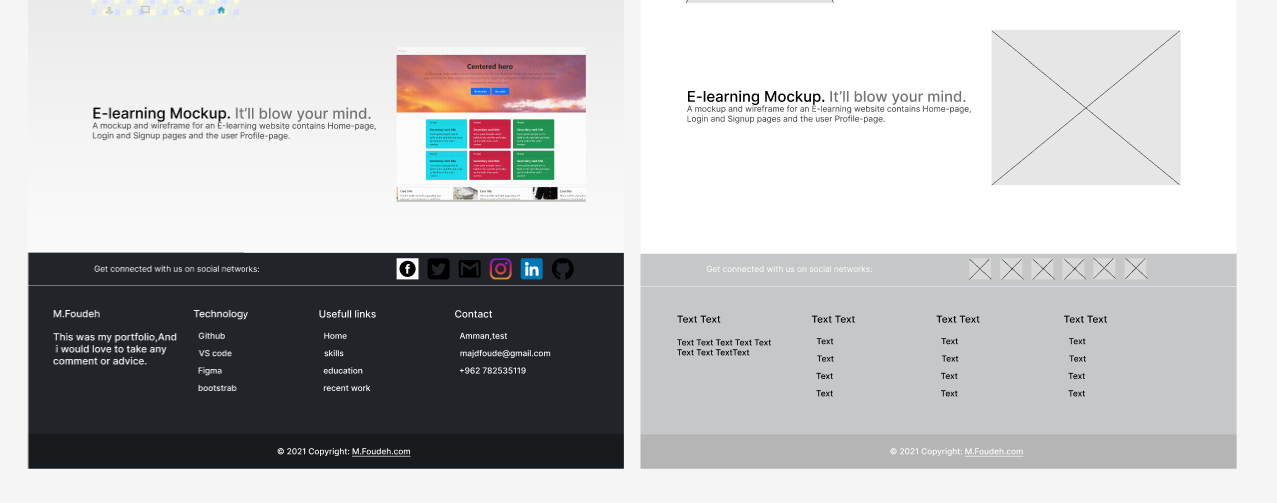 Centered hero
E-learning Mockup. It'll blow your mind.
A mockup and wireframe for an E-learning website contains Home-page,
Login and Signup pages and the user Profile-page.
Get connected with us on social networks:
M.Foudeh
This was my portfolio,And
i would love to take any
comment or advice.
Technology
Github
VS code
Figma
bootstrab
Usefull links
Home
skills
education
recent work
Contact
Amman,test
majdfoude@gmail.com
+962 782535119
© 2021 Copyright: M.Foudeh.com
E-learning Mockup. It'll blow your mind.
A mockup and wireframe for an E-learning website contains Home-page,
Login and Signup pages and the user Profile-page.
Get connected with us on social networks:
Text Text
Text Text Text Text Text
Text Text TextText
Text Text
Text
Text
Text
Text
Text Text
Text
Text
Text
Text
Text Text
Text
Text
Text
Text
© 2021 Copyright: M.Foudeh.com